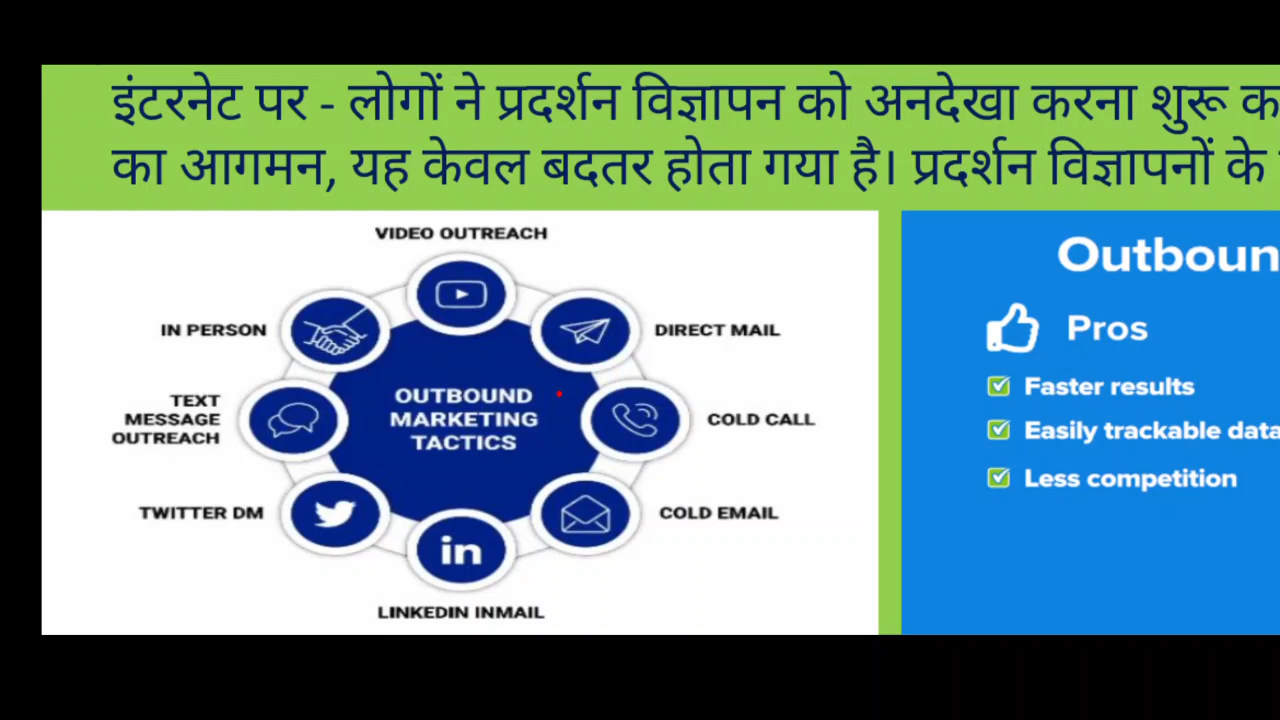 इंटरनेट पर - लोगों ने प्रदर्शन विज्ञापन को अनदेखा करना शुरू
का आगमन, यह केवल बदतर होता गया है। प्रदर्शन विज्ञापनों के
VIDEO OUTREACH
IN PERSON
DIRECT MAIL
TEXT
MESSAGE
OUTREACH
OUTBOUND
MARKETING
TACTICS
COLD CALL
TWITTER DM
COLD EMAIL
in
LINKEDIN INMAIL
Outboun
Pros
Faster results
Easily trackable data
Less competition